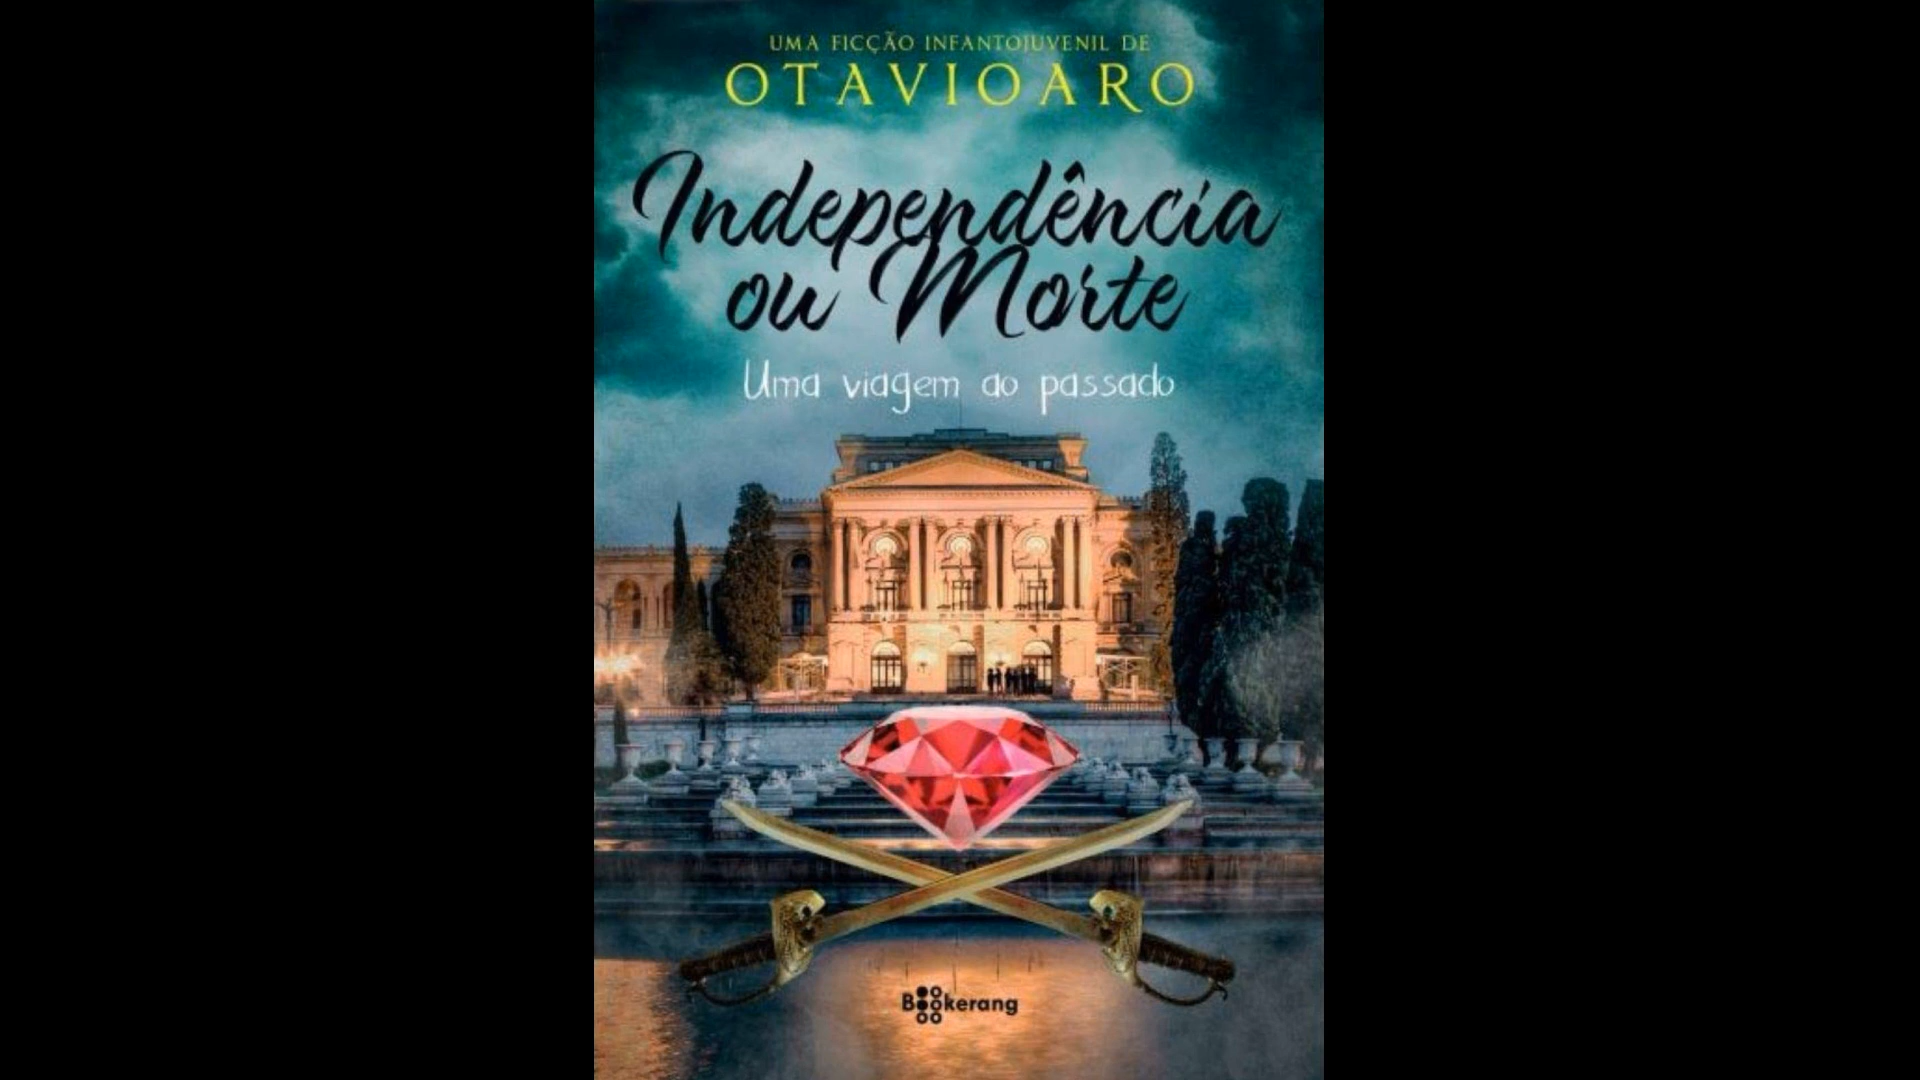 UMA FICÇÃO INFANTOJUVENIL DE
OTAVIOARO
Independência
ou Morte
Uma viagem ao passado
Bookerang